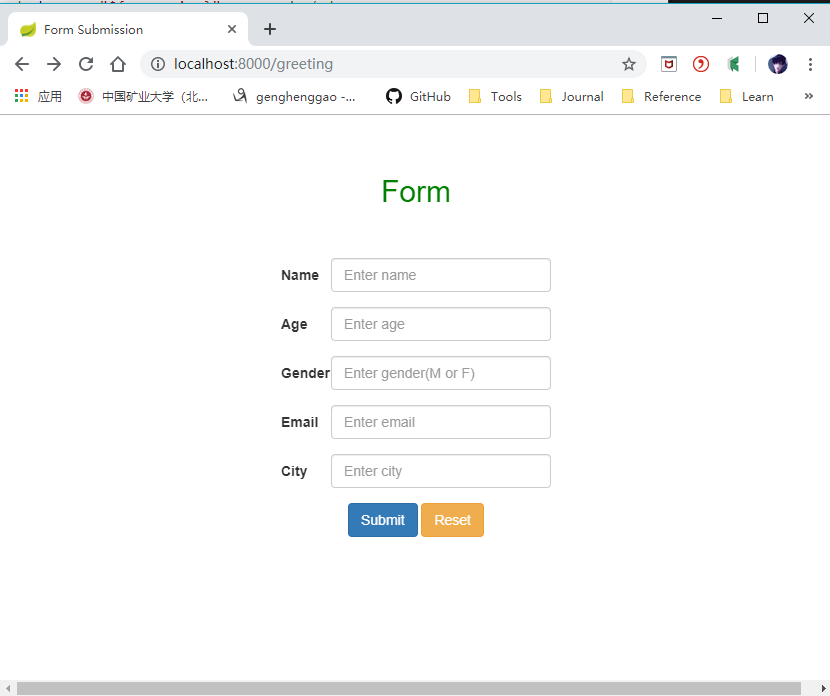 Form Submission
localhost:8000/greeting
应用 中国矿业大学（北... genghenggao -... GitHub Tools Journal Reference Learn »
Form
Name Enter name
Age Enter age
Gender Enter gender(M or F)
Email Enter email
City Enter city
Submit Reset